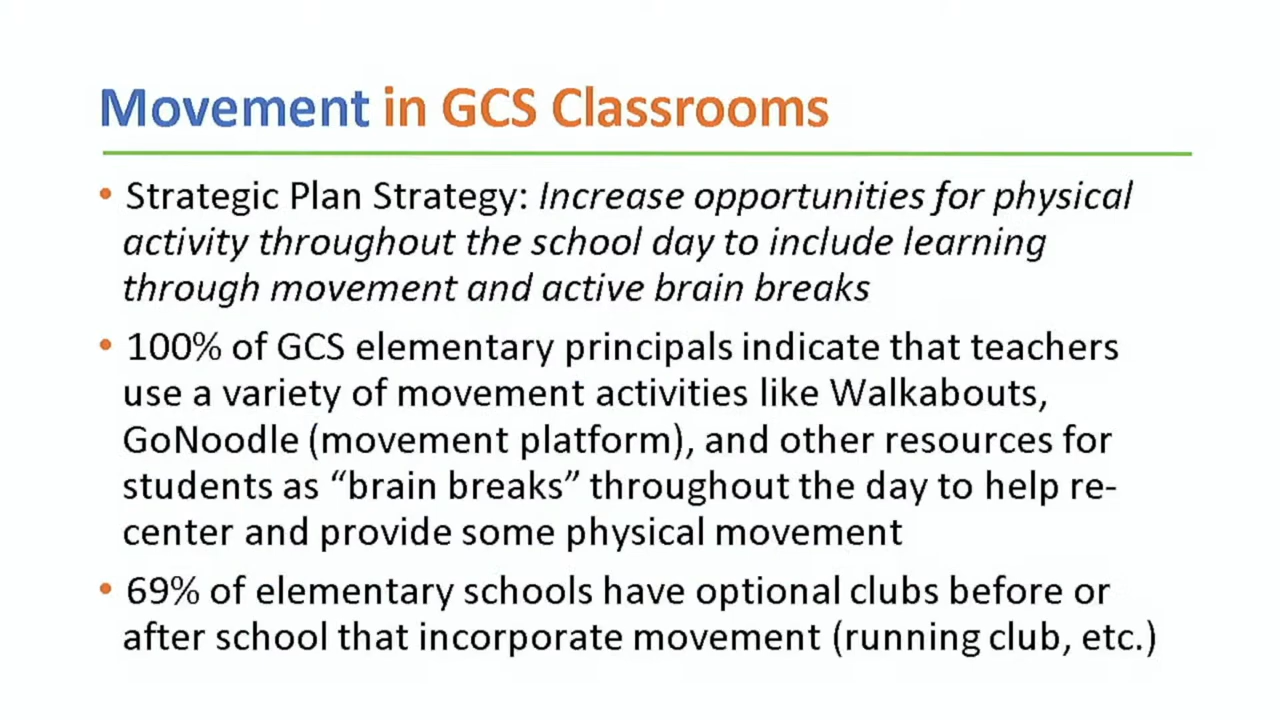 Movement in GCS Classrooms
• Strategic Plan Strategy: Increase opportunities for physical
activity throughout the school day to include learning
through movement and active brain breaks
• 100% of GCS elementary principals indicate that teachers
use a variety of movement activities like Walkabouts,
GoNoodle (movement platform), and other resources for
students as “brain breaks” throughout the day to help re-
center and provide some physical movement
• 69% of elementary schools have optional clubs before or
after school that incorporate movement (running club, etc.)